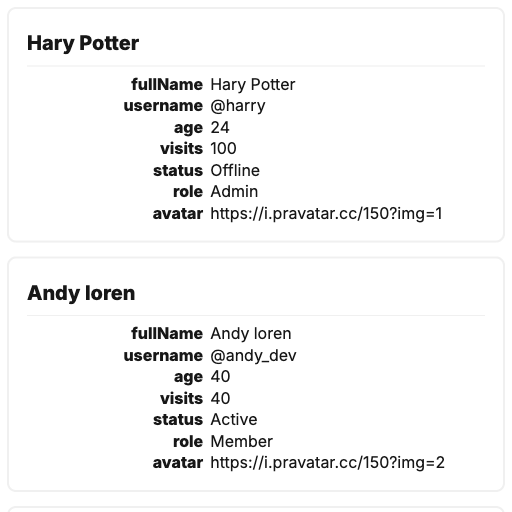 Hary Potter
fullName Hary Potter
username @harry
age 24
visits 100
status Offline
role Admin
avatar https://i.pravatar.cc/150?img=1
Andy loren
fullName Andy loren
username @andy_dev
age 40
visits 40
status Active
role Member
avatar https://i.pravatar.cc/150?img=2